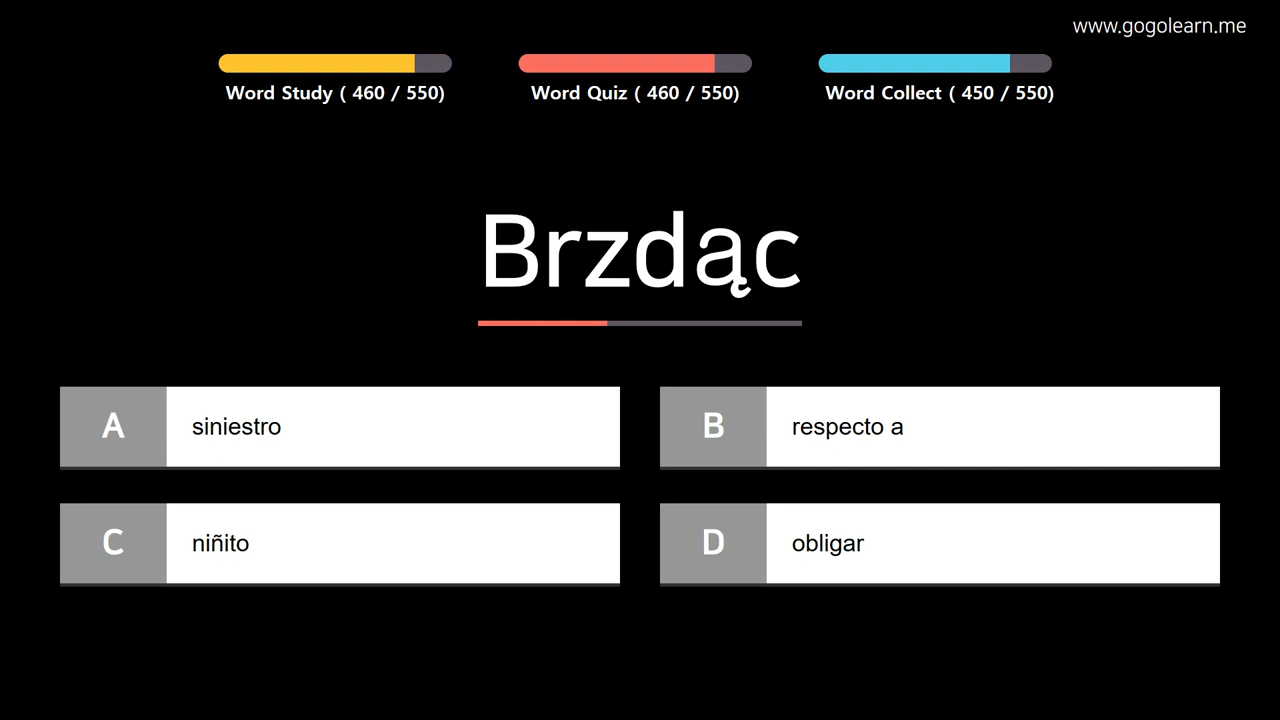 www.gogolearn.me
Word Study ( 460 / 550)
Word Quiz ( 460 / 550)
Word Collect ( 450 / 550)
Brzdąc
A siniestro
B respecto a
C niñito
D obligar